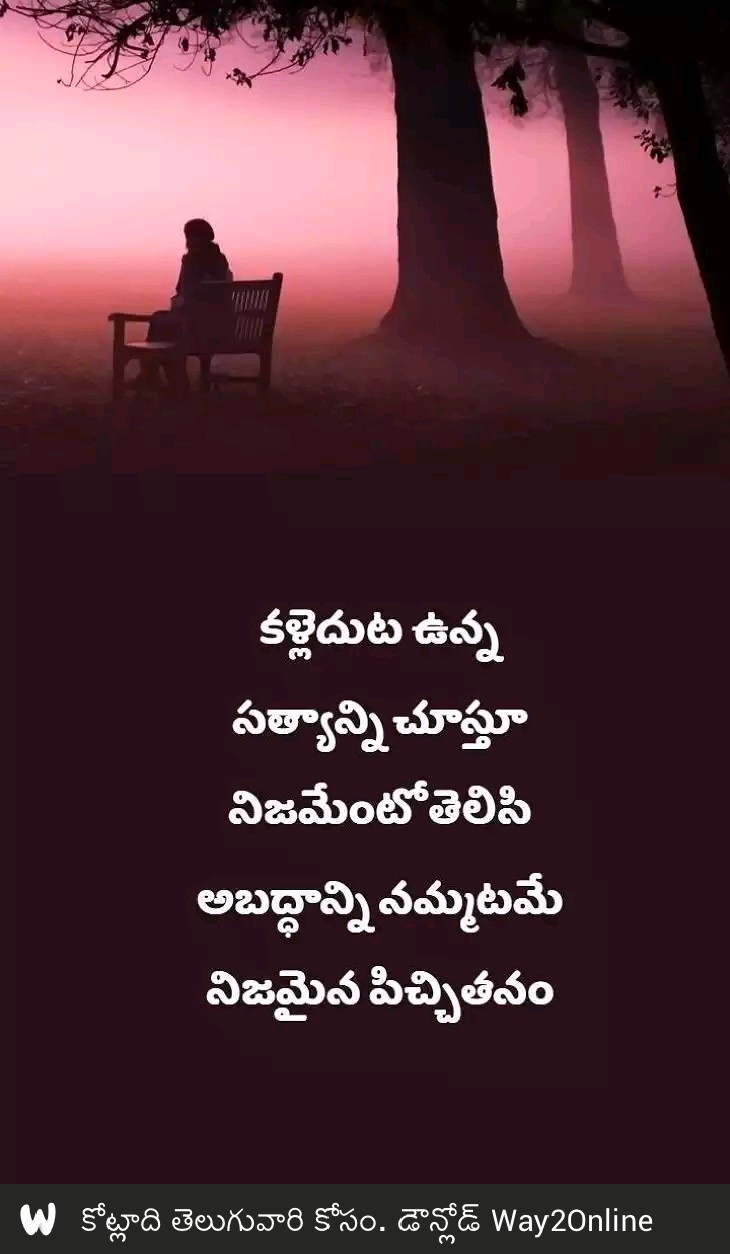 కళ్లెదుట ఉన్న
సత్యాన్ని చూస్తూ
నిజమేంటో తెలిసి
అబద్ధాన్ని నమ్మటమే
నిజమైన పిచ్చితనం
W కోట్లాది తెలుగువారి కోసం. డౌన్లోడ్ Way2Online